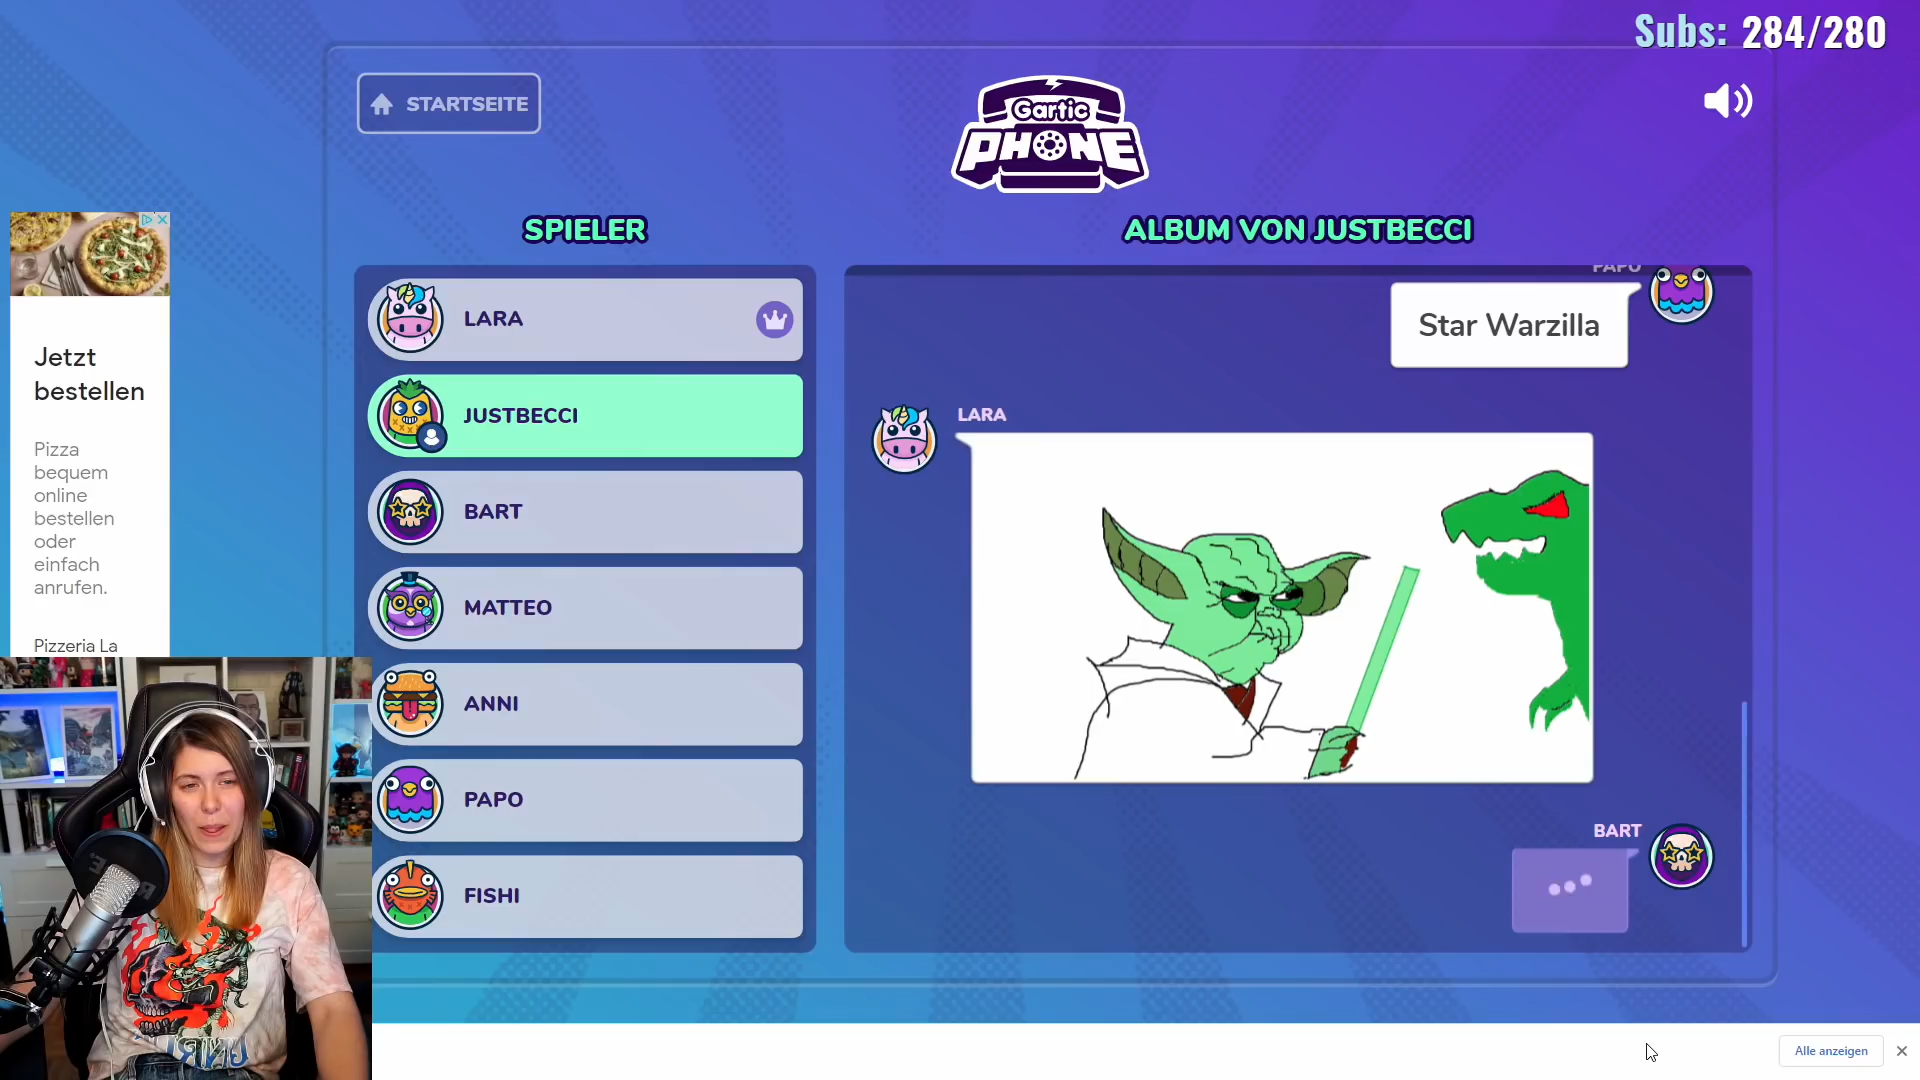 Subs: 284/280
STARTSEITE
Gartic
PHONE
SPIELER
ALBUM VON JUSTBECCI
LARA
JUSTBECCI
BART
MATTEO
ANNI
PAPO
FISHI
PAPO
Star Warzilla
LARA
BART
Jetzt
bestellen
Pizza
bequem
online
bestellen
oder
einfach
anrufen.
Pizzeria La
Alle anzeigen